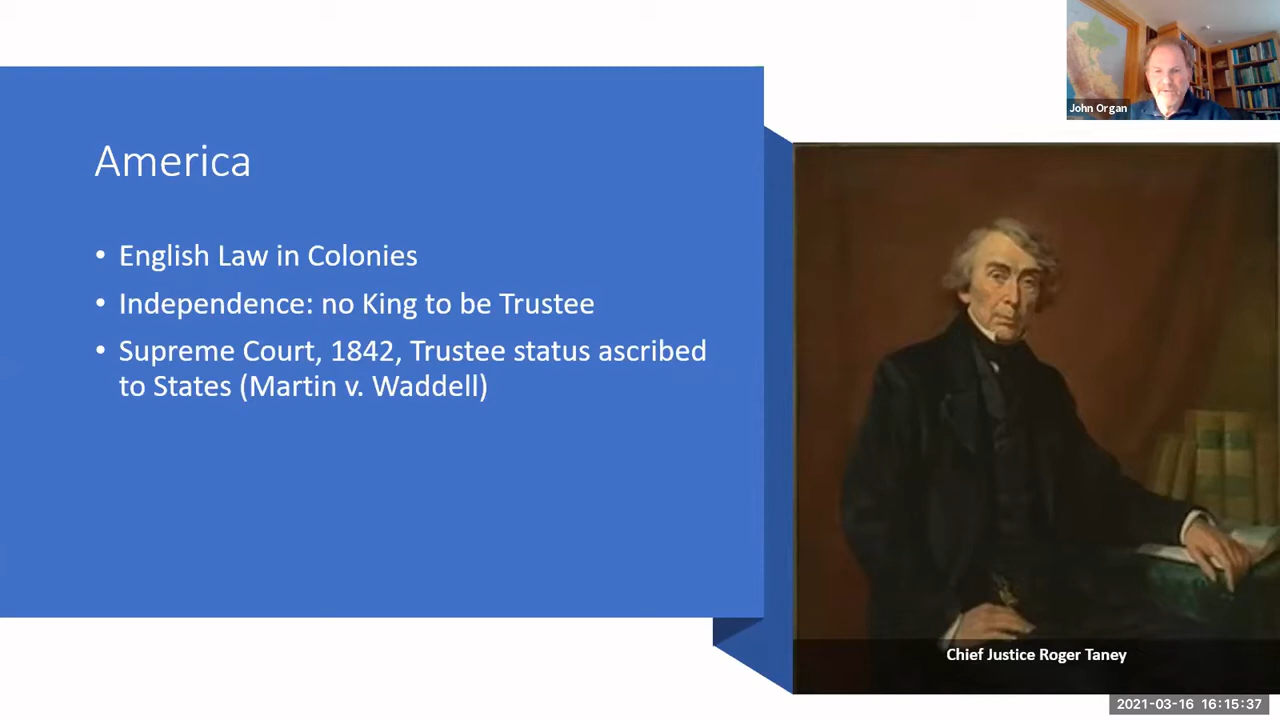 John Organ
America
• English Law in Colonies
• Independence: no King to be Trustee
• Supreme Court, 1842, Trustee status ascribed
to States (Martin v. Waddell)
Chief Justice Roger Taney
2021-03-16 16:15:37